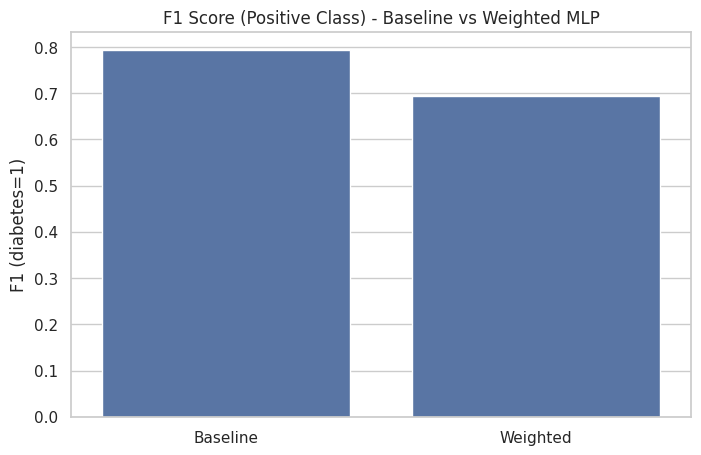 F1 Score (Positive Class) - Baseline vs Weighted MLP
F1 (diabetes=1)
0.8
0.7
0.6
0.5
0.4
0.3
0.2
0.1
0.0
Baseline
Weighted